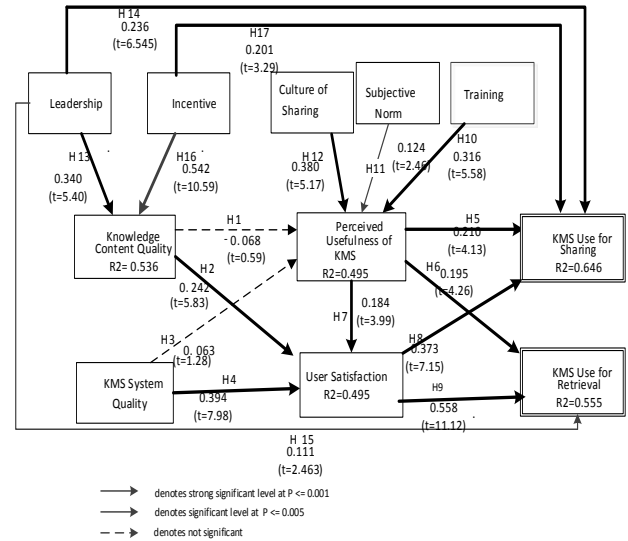 H 14
0.236
(t=6.545)
H17
0.201
(t=3.29)
Leadership
Incentive
Culture of
Sharing
Subjective
Norm
Training
H 13
0.340
(t=5.40)
H16
0.542
(t=10.59)
H 12
0.380
(t=5.17)
H11
0.124
(t=2.46)
H10
0.316
(t=5.58)
Knowledge
Content Quality
R2= 0.536
H1
- 0.068
(t=0.59)
Perceived
Usefulness of
KMS
R2=0.495
H5
0.210
(t=4.13)
KMS Use for
Sharing
R2=0.646
H2
0.242
(t=5.83)
H6
0.195
(t=4.26)
H3
0. 063
(t=1.28)
H7
0.184
(t=3.99)
H8
0.373
(t=7.15)
KMS System
Quality
H4
0.394
(t=7.98)
User Satisfaction
R2=0.495
H9
0.558
(t=11.12)
KMS Use for
Retrieval
R2=0.555
H 15
0.111
(t=2.463)
denotes strong significant level at P <= 0.001
denotes significant level at P <= 0.005
denotes not significant